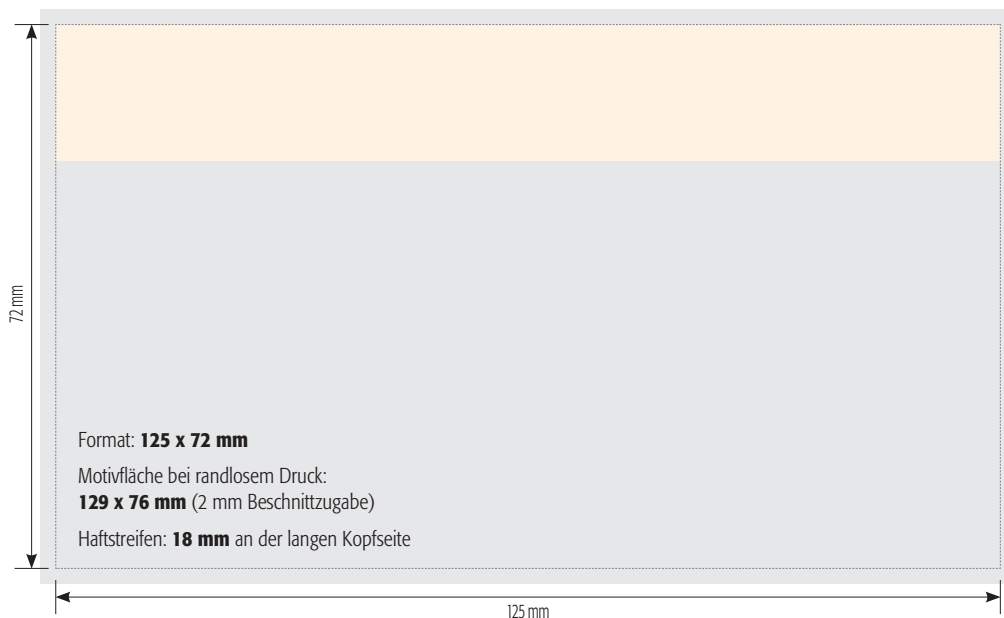 72 mm
Format: 125 x 72 mm
Motivfläche bei randlosem Druck:
129 x 76 mm (2 mm Beschnittzugabe)
Haftstreifen: 18 mm an der langen Kopfseite
125 mm